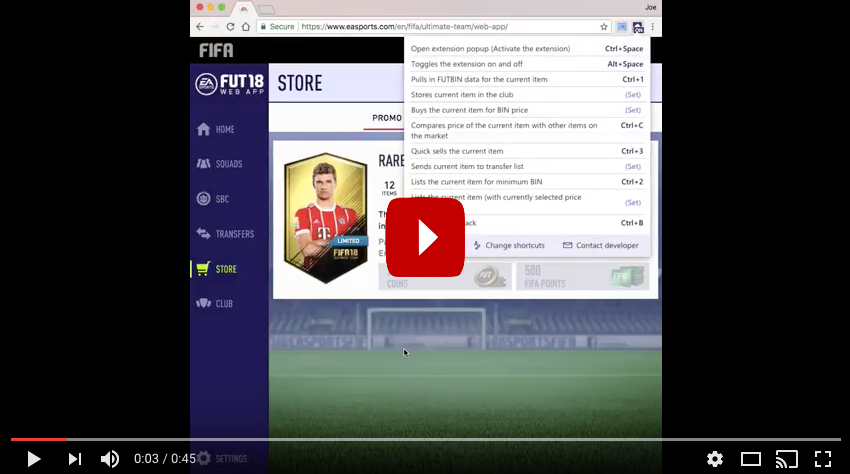 Joe
Secure
https://www.easports.com/en/fifa/ultimate-team/web-app/
ON
FIFA
EA SPORTS
FUT18
WEB APP
STORE
HOME
SQUADS
SBC
TRANSFERS
STORE
CLUB
SETTINGS
PROMO
RARE
12
ITEMS
LIMITED
FIFA18
ULTIMATE TEAM
COINS
FUT
500
FIFA POINTS
Open extension popup (Activate the extension) Ctrl+Space
Toggles the extension on and off Alt+Space
Pulls in FUTBIN data for the current item Ctrl+1
Stores current item in the club (Set)
Buys the current item for BIN price (Set)
Compares price of the current item with other items on Ctrl+C
the market
Quick sells the current item Ctrl+3
Sends current item to transfer list (Set)
Lists the current item for minimum BIN Ctrl+2
Lists the current item (with currently selected price (Set)
Ctrl+B
Change shortcuts
Contact developer
0:03 / 0:45